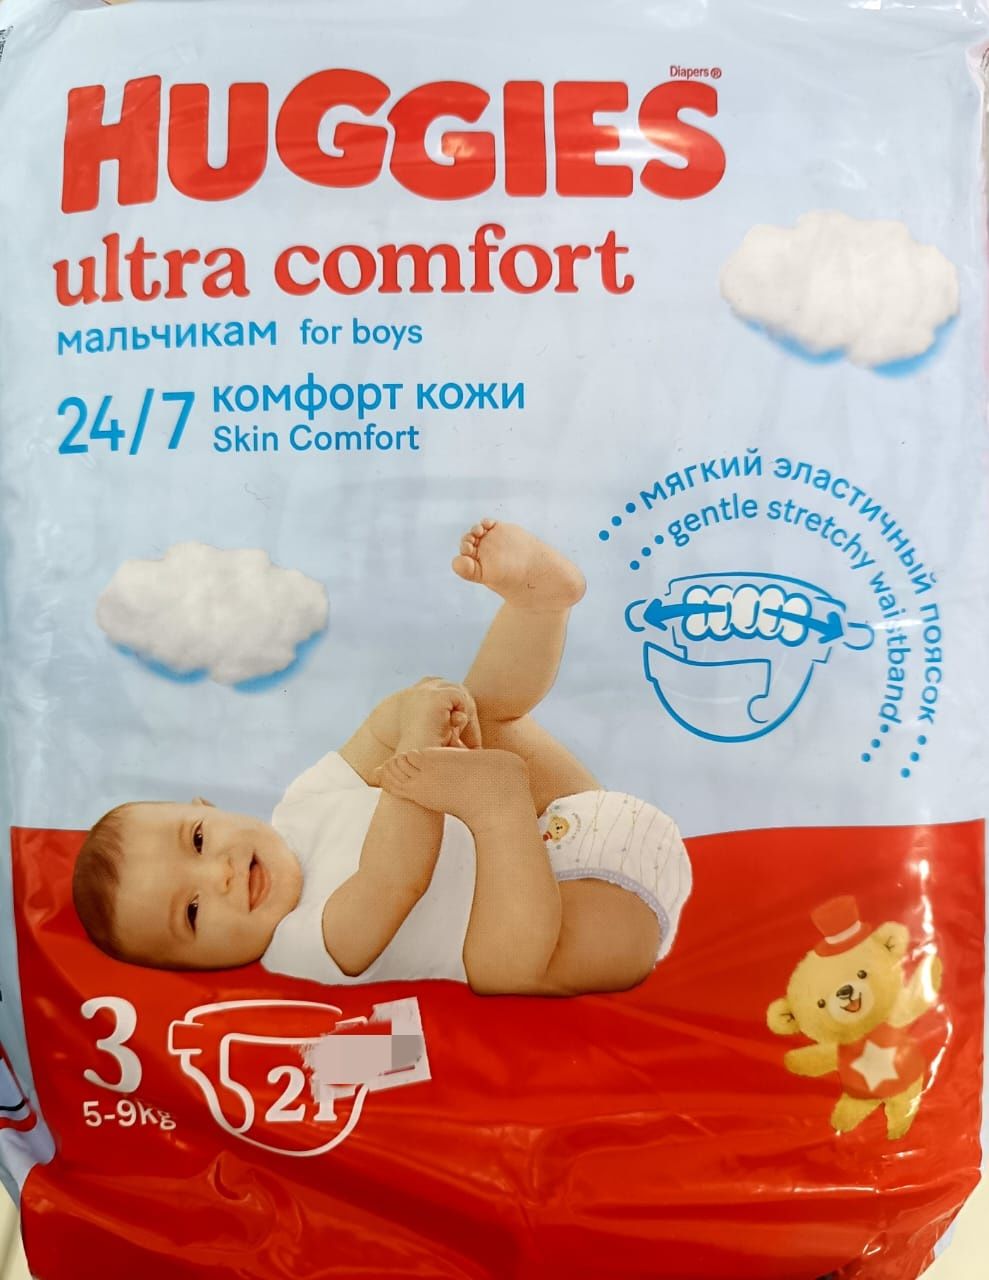 Diapers®
HUGGIES
ultra comfort
мальчикам for boys
24/7 комфорт кожи
Skin Comfort
мягкий эластичный поясок
gentle stretchy waistband
3
5-9kg
21